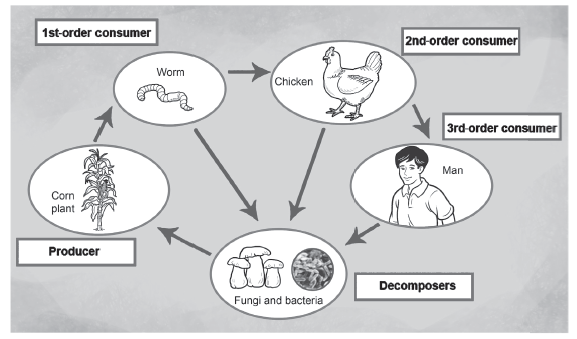 1st-order consumer
2nd-order consumer
Worm
Chicken
3rd-order consumer
Man
Corn
plant
Producer
Decomposers
Fungi and bacteria